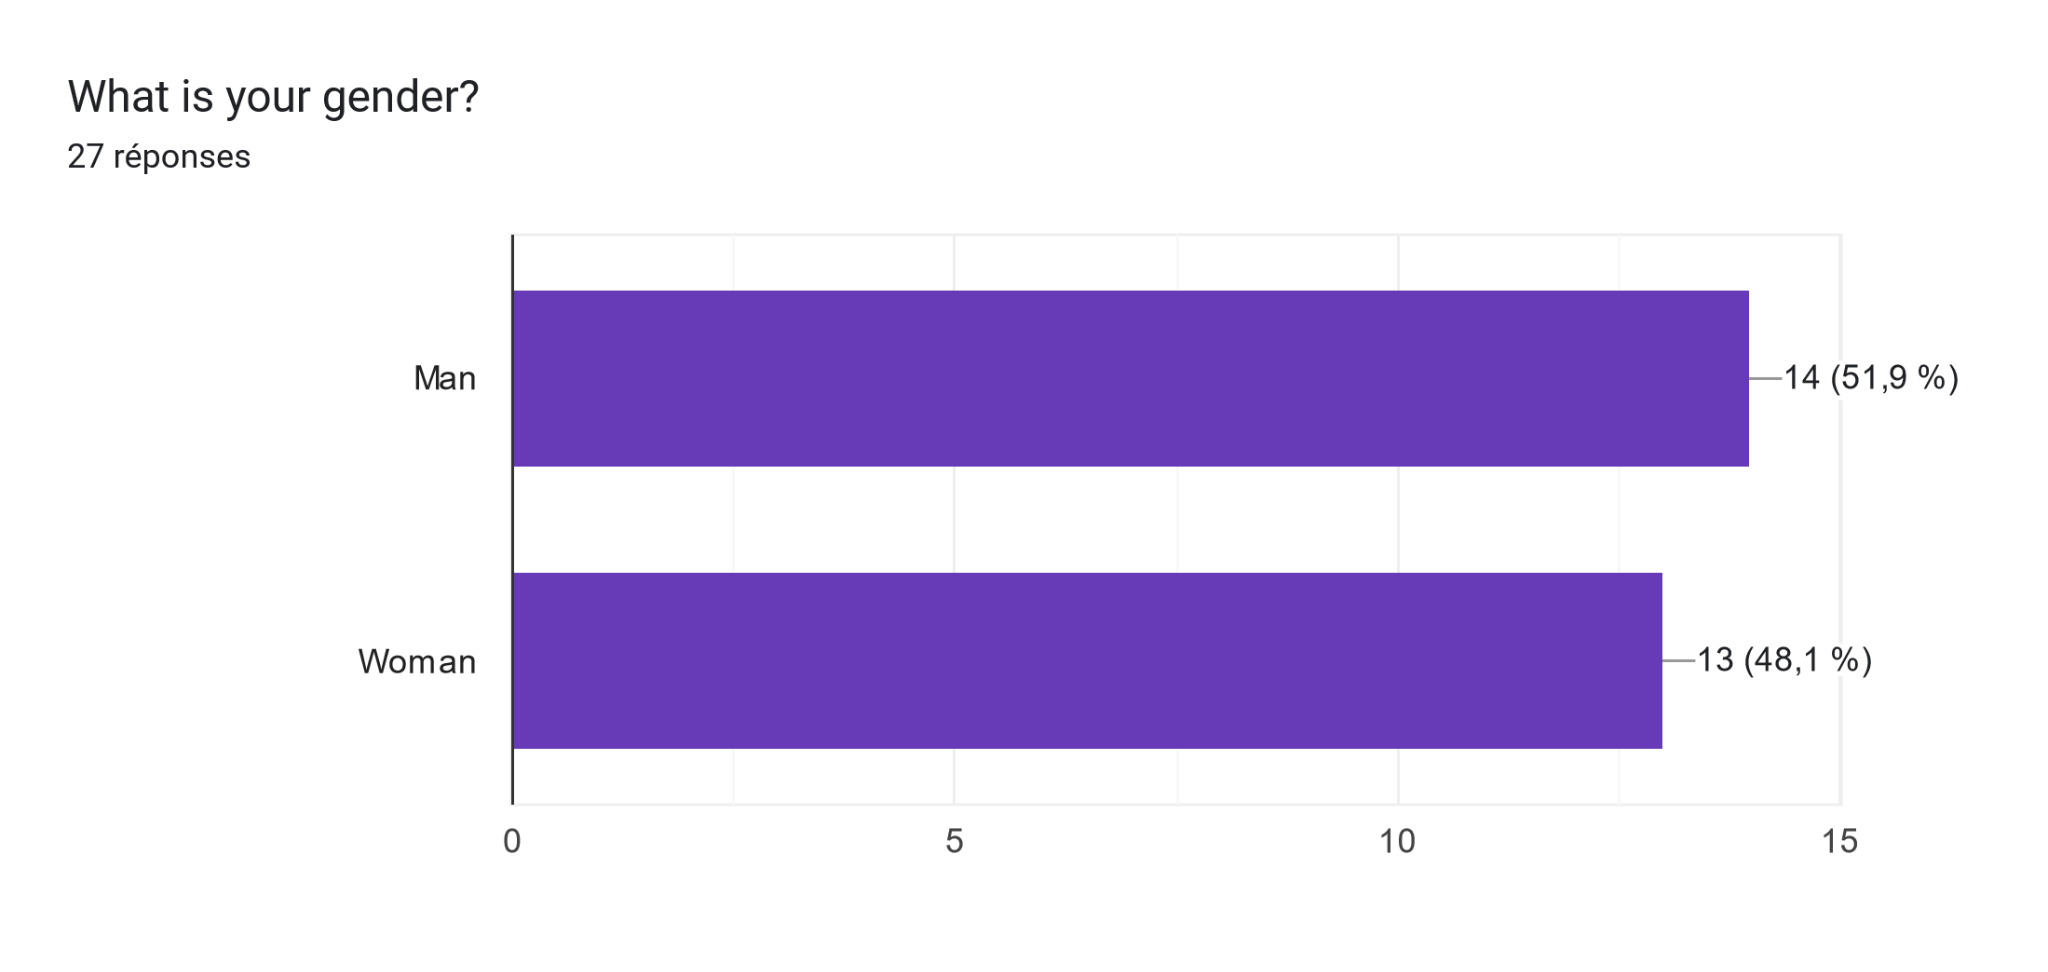 What is your gender?
27 réponses
Man
14 (51,9 %)
Woman
13 (48,1 %)
0 5 10 15